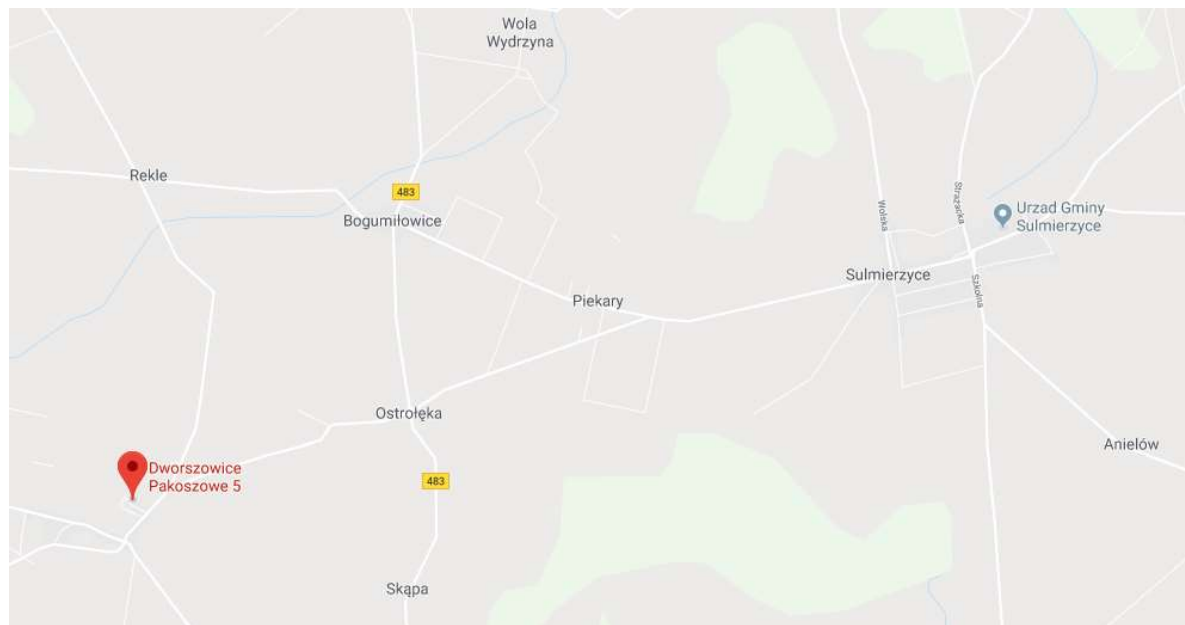 Wola
Wydrzyna
Rekle
483
Bogumiłowice
Wolska
Strażacka
Urzad Gminy
Sulmierzyce
Sulmierzyce
Szkolna
Piekary
Ostrołęka
Anielów
Dworszowice
Pakoszowe 5
483
Skąpa